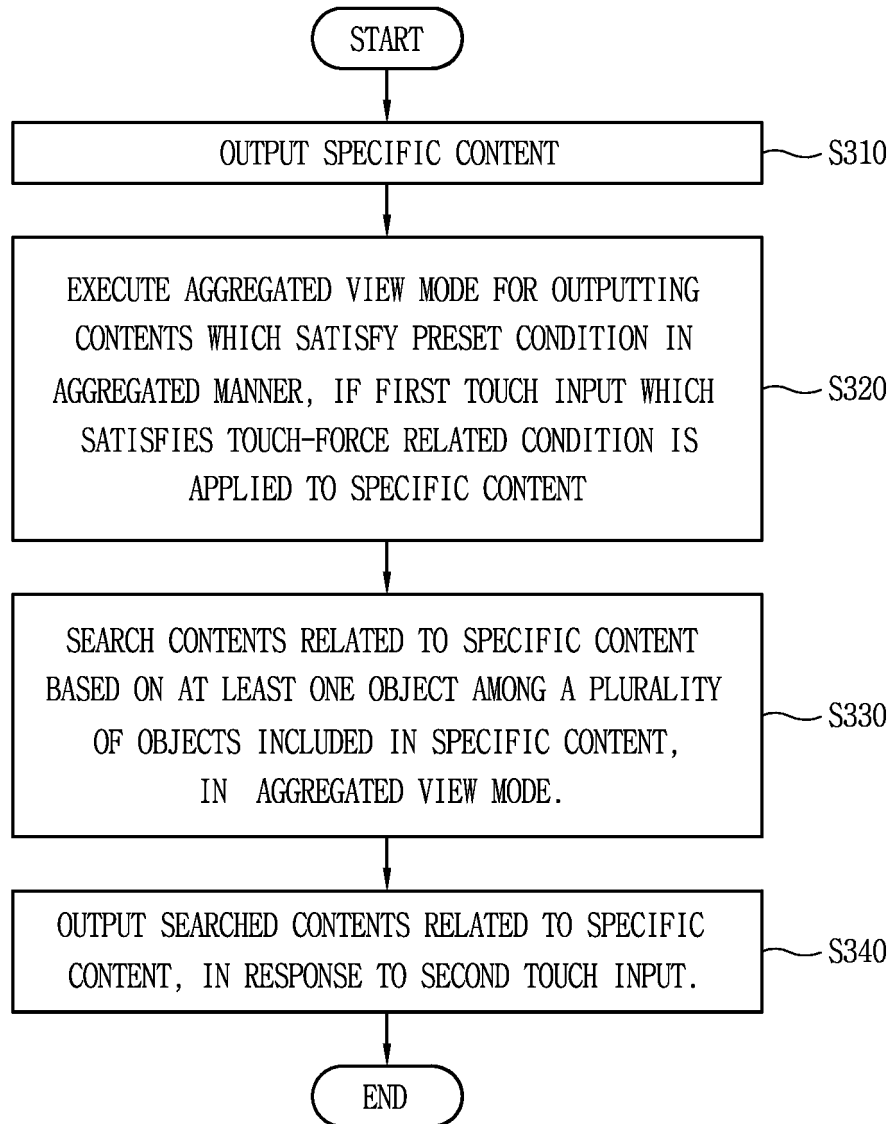 START
OUTPUT SPECIFIC CONTENT
S310
EXECUTE AGGREGATED VIEW MODE FOR OUTPUTTING
CONTENTS WHICH SATISFY PRESET CONDITION IN
AGGREGATED MANNER, IF FIRST TOUCH INPUT WHICH
SATISFIES TOUCH-FORCE RELATED CONDITION IS
APPLIED TO SPECIFIC CONTENT
S320
SEARCH CONTENTS RELATED TO SPECIFIC CONTENT
BASED ON AT LEAST ONE OBJECT AMONG A PLURALITY
OF OBJECTS INCLUDED IN SPECIFIC CONTENT,
IN AGGREGATED VIEW MODE.
S330
OUTPUT SEARCHED CONTENTS RELATED TO SPECIFIC
CONTENT, IN RESPONSE TO SECOND TOUCH INPUT.
S340
END